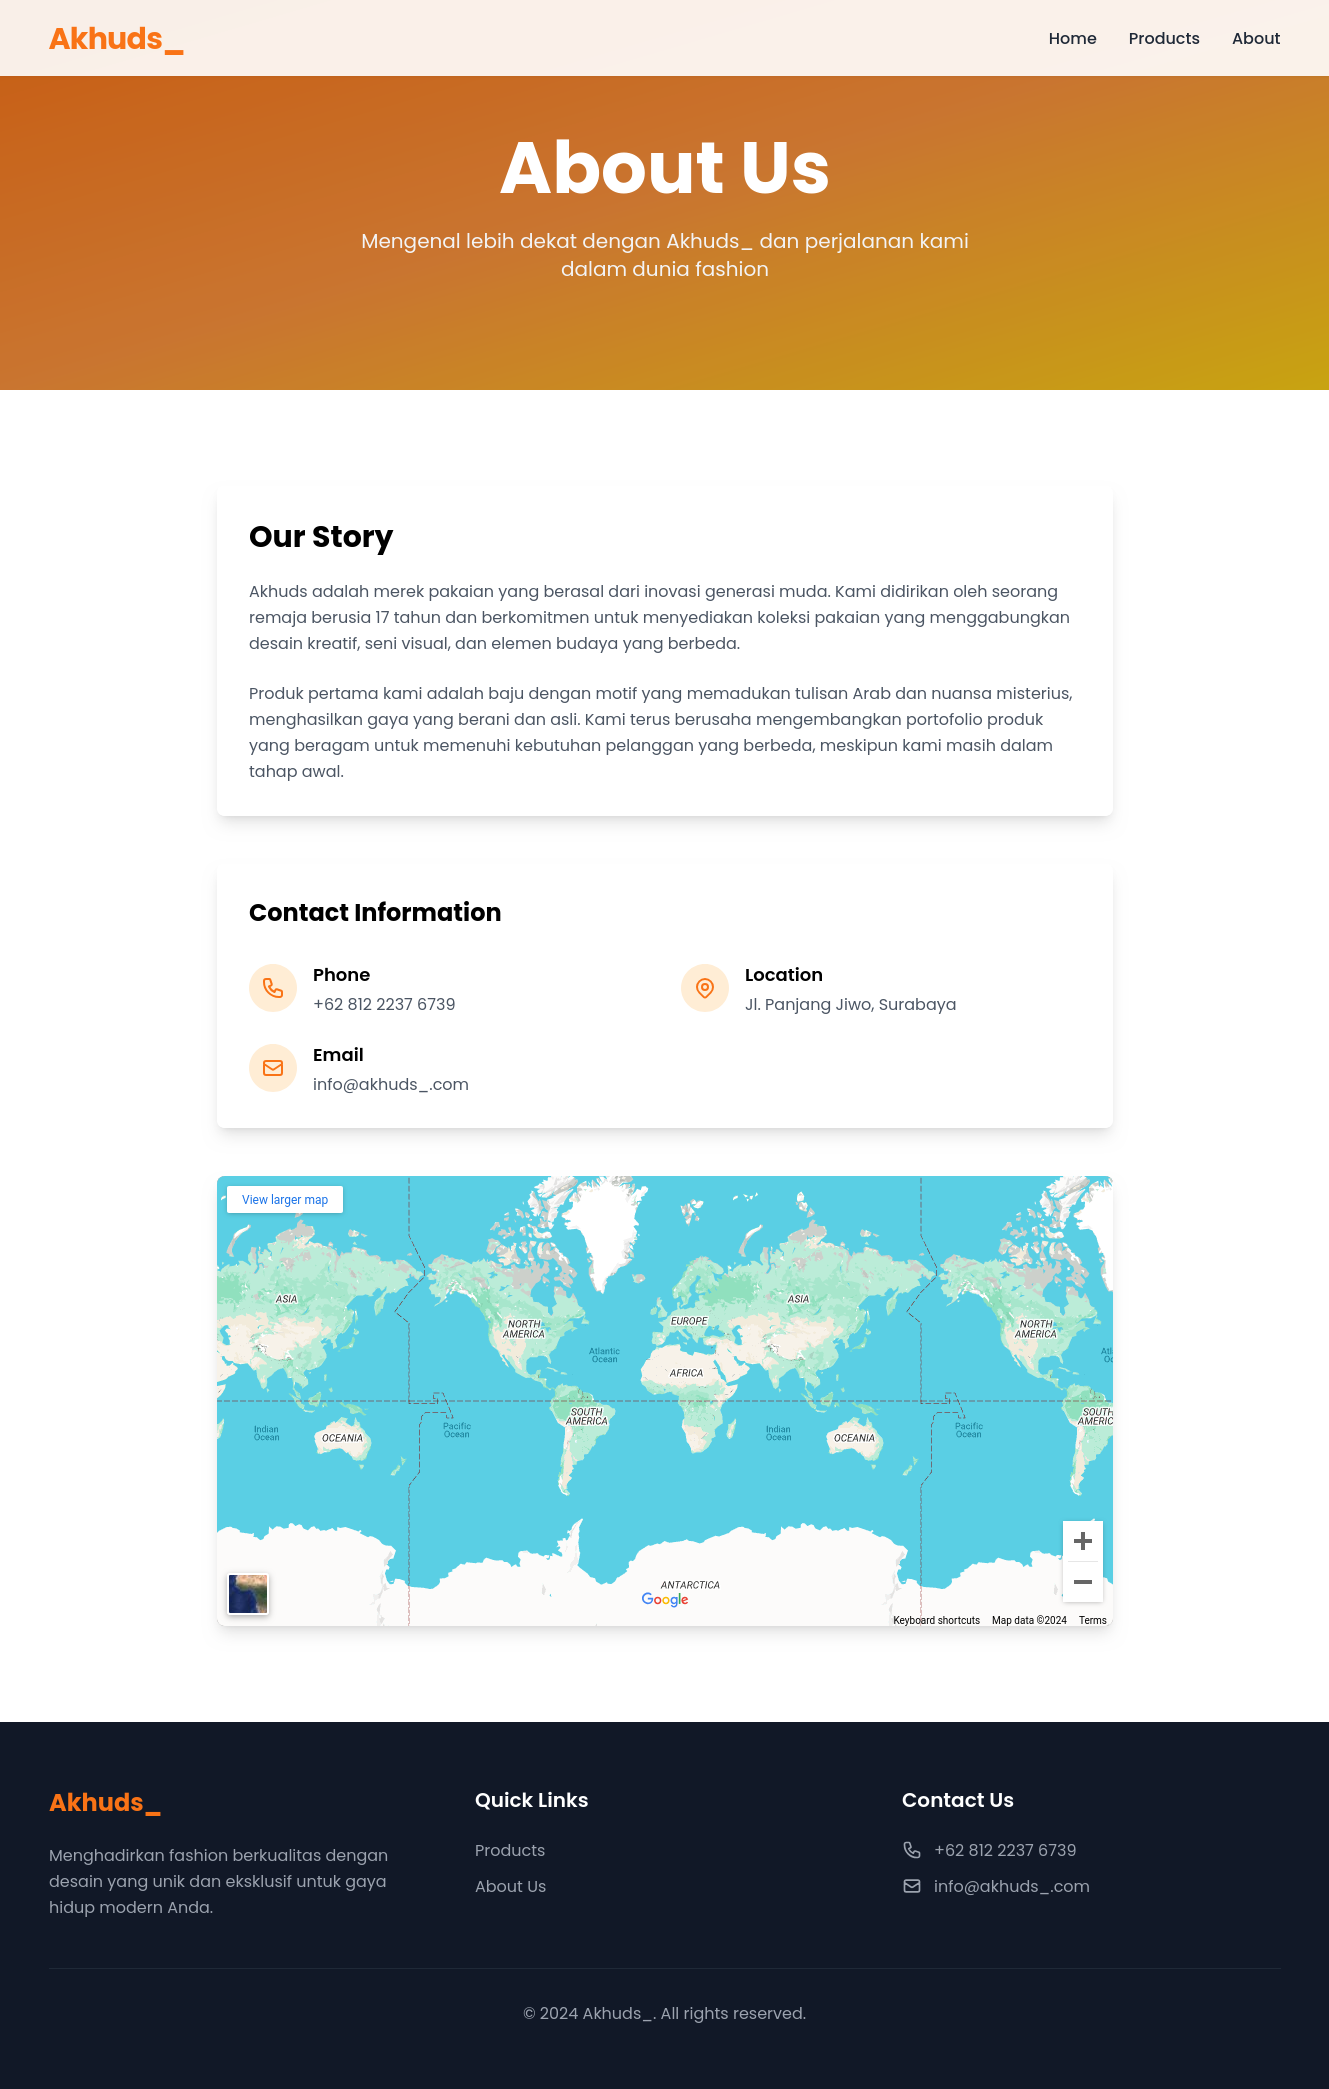 Akhuds_
Home
Products
About
About Us
Mengenal lebih dekat dengan Akhuds_ dan perjalanan kami
dalam dunia fashion
Our Story
Akhuds adalah merek pakaian yang berasal dari inovasi generasi muda. Kami didirikan oleh seorang
remaja berusia 17 tahun dan berkomitmen untuk menyediakan koleksi pakaian yang menggabungkan
desain kreatif, seni visual, dan elemen budaya yang berbeda.
Produk pertama kami adalah baju dengan motif yang memadukan tulisan Arab dan nuansa misterius,
menghasilkan gaya yang berani dan asli. Kami terus berusaha mengembangkan portofolio produk
yang beragam untuk memenuhi kebutuhan pelanggan yang berbeda, meskipun kami masih dalam
tahap awal.
Contact Information
Phone
+62 812 2237 6739
Location
Jl. Panjang Jiwo, Surabaya
Email
info@akhuds_.com
View larger map
ASIA
NORTH
AMERICA
EUROPE
ASIA
NORTH
AMERICA
Atlantic
Ocean
Atl
Oc
AFRICA
SOUTH
AMERICA
SOUTH
AMERIC
Indian
Ocean
OCEANIA
Pacific
Ocean
Indian
Ocean
OCEANIA
Pacific
Ocean
ANTARCTICA
Google
Keyboard shortcuts
Map data ©2024
Terms
Akhuds_
Menghadirkan fashion berkualitas dengan
desain yang unik dan eksklusif untuk gaya
hidup modern Anda.
Quick Links
Products
About Us
Contact Us
+62 812 2237 6739
info@akhuds_.com
© 2024 Akhuds_. All rights reserved.